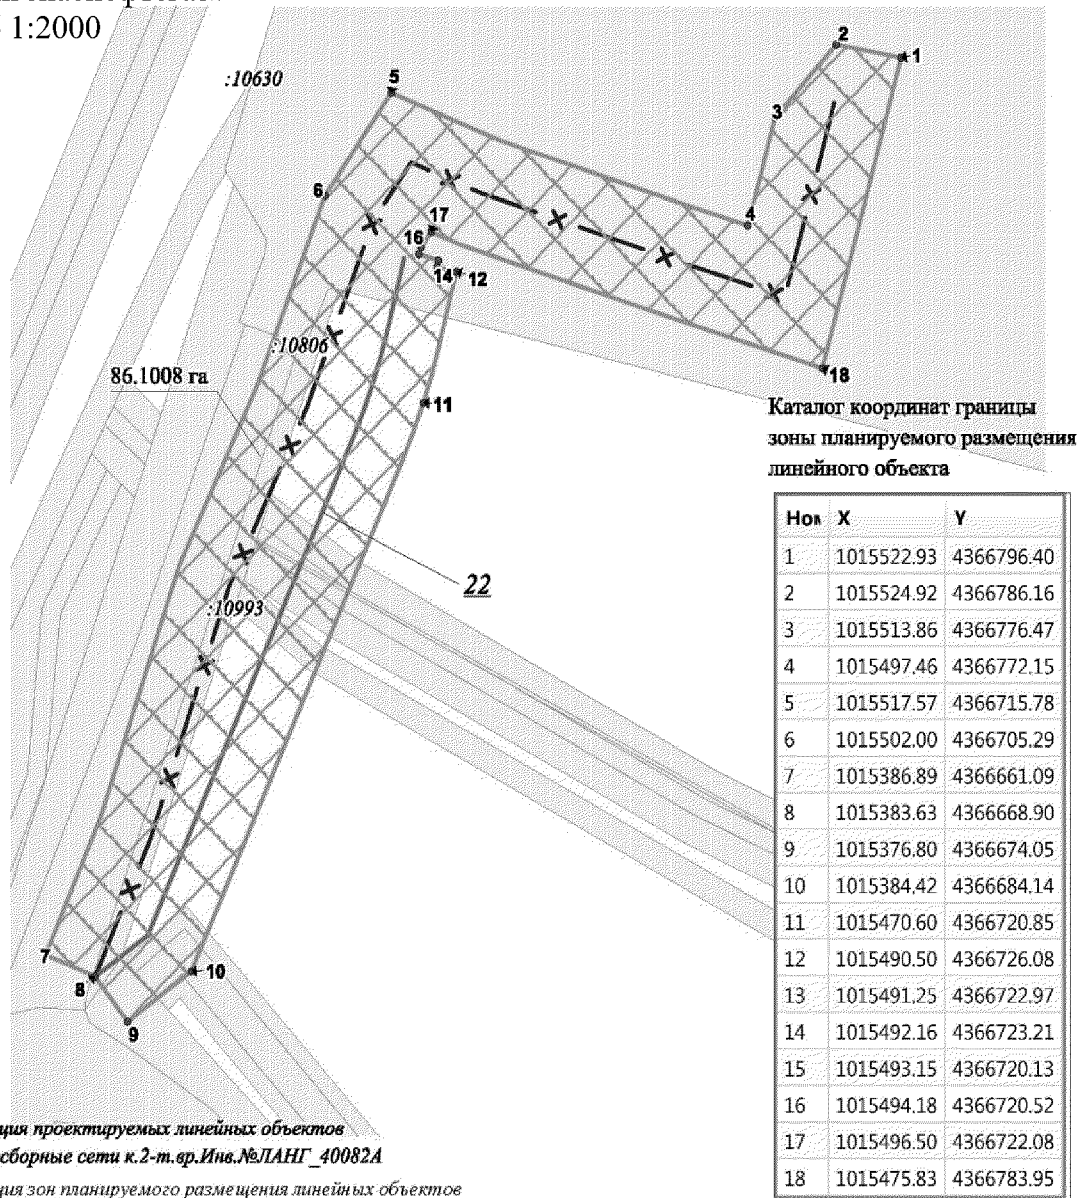 1:2000
:10630
2
1
5
3
6
4
17
16
14
12
:10806
86.1008 га
18
11
Каталог координат границы
зоны планируемого размещения
линейного объекта
22
:10993
7
8
10
9
Ном X Y
1 1015522.93 4366796.40
2 1015524.92 4366786.16
3 1015513.86 4366776.47
4 1015497.46 4366772.15
5 1015517.57 4366715.78
6 1015502.00 4366705.29
7 1015386.89 4366661.09
8 1015383.63 4366668.90
9 1015376.80 4366674.05
10 1015384.42 4366684.14
11 1015470.60 4366720.85
12 1015490.50 4366726.08
13 1015491.25 4366722.97
14 1015492.16 4366723.21
15 1015493.15 4366720.13
16 1015494.18 4366720.52
17 1015496.50 4366722.08
18 1015475.83 4366783.95
ция проектируемых линейных объектов
сборные сети к.2-т.вр.Инв.№ЛАНГ_40082А
ция зон планируемого размещения линейных объектов